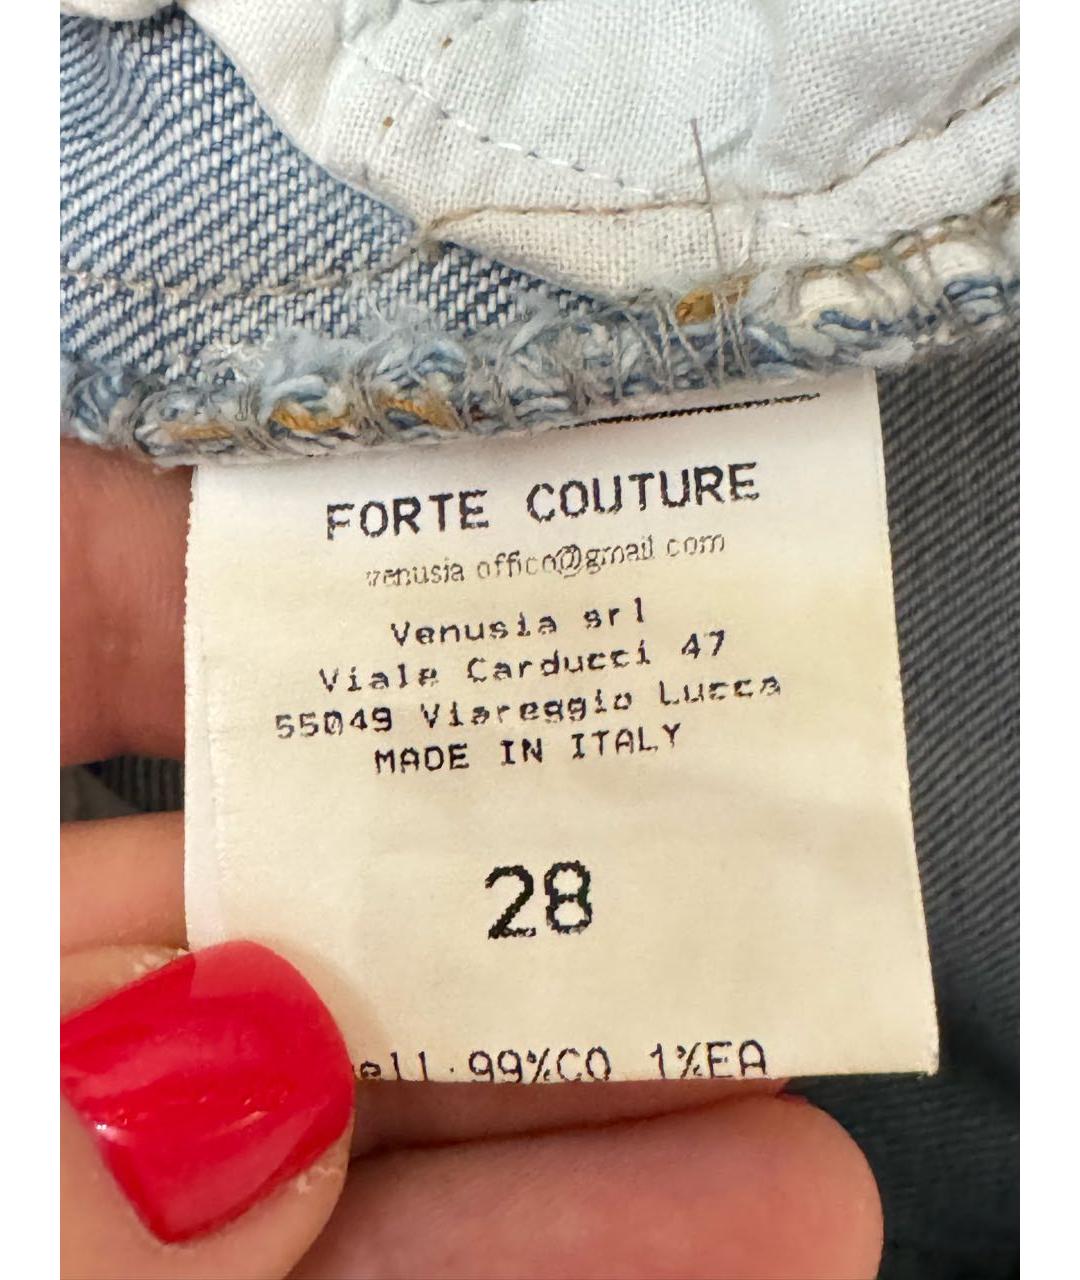 FORTE COUTURE
venusia office@gmail com
Venusia srl
Viale Carducci 47
55049 Viareggio Lucca
MADE IN ITALY
28
99%CO 1%EA